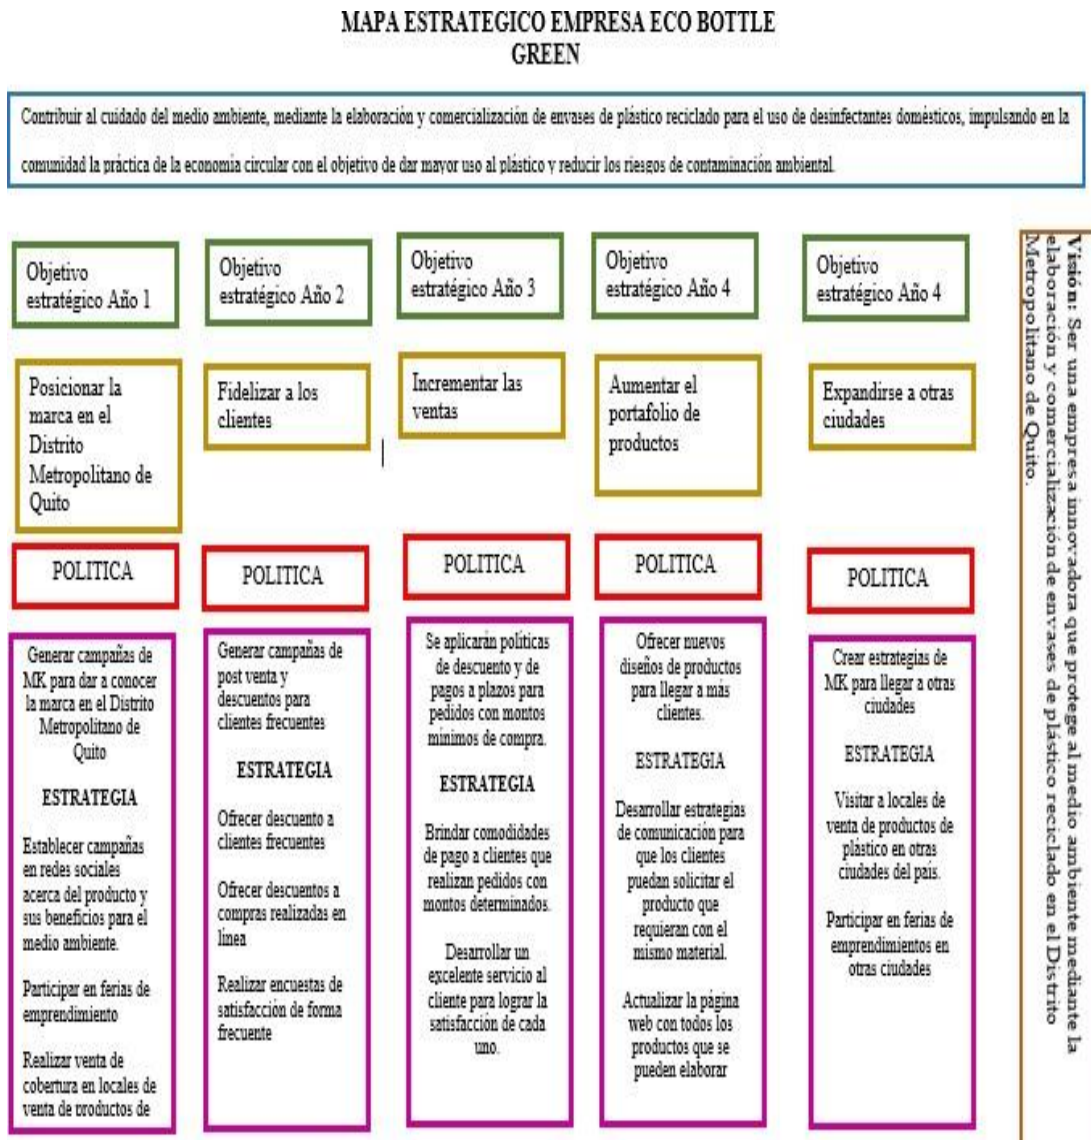 MAPA ESTRATEGICO EMPRESA ECO BOTTLE
GREEN
Contribuir al cuidado del medio ambiente, mediante la elaboración y comercialización de envases de plástico reciclado para el uso de desinfectantes domésticos, impulsando en la
comunidad la práctica de la economía circular con el objetivo de dar mayor uso al plástico y reducir los riesgos de contaminación ambiental.
Objetivo
estratégico Año 1
Posicionar la
marca en el
Distrito
Metropolitano de
Quito
POLITICA
Generar campañas de
MK para dar a conocer
la marca en el Distrito
Metropolitano de
Quito
ESTRATEGIA
Establecer campañas
en redes sociales
acerca del producto y
sus beneficios para el
medio ambiente.
Participar en ferias de
emprendimiento
Realizar venta de
cobertura en locales de
venta de productos de
Objetivo
estratégico Año 2
Fidelizar a los
clientes
POLITICA
Generar campañas de
post venta y
descuentos para
clientes frecuentes
ESTRATEGIA
Ofrecer descuento a
clientes frecuentes
Ofrecer descuentos a
compras realizadas en
linea
Realizar encuestas de
satisfacción de forma
frecuente
Objetivo
estratégico Año 3
Incrementar las
ventas
POLITICA
Se aplicarán políticas
de descuento y de
pagos a plazos para
pedidos con montos
mínimos de compra.
ESTRATEGIA
Brindar comodidades
de pago a clientes que
realizan pedidos con
montos determinados.
Desarrollar un
excelente servicio al
cliente para lograr la
satisfacción de cada
uno.
Objetivo
estratégico Año 4
Aumentar el
portafolio de
productos
POLITICA
Ofrecer nuevos
diseños de productos
para llegar a más
clientes.
ESTRATEGIA
Desarrollar estrategias
de comunicación para
que los clientes
puedan solicitar el
producto que
requieran con el
mismo material.
Actualizar la página
web con todos los
productos que se
pueden elaborar
Objetivo
estratégico Año 4
Expandirse a otras
ciudades
POLITICA
Crear estrategias de
MK para llegar a otras
ciudades
ESTRATEGIA
Visitar a locales de
venta de productos de
plástico en otras
ciudades del país.
Participar en ferias de
emprendimientos en
otras ciudades
Visión: Ser una empresa innovadora que protege al medio ambiente mediante la
elaboración y comercialización de envases de plástico reciclado en el Distrito
Metropolitano de Quito.